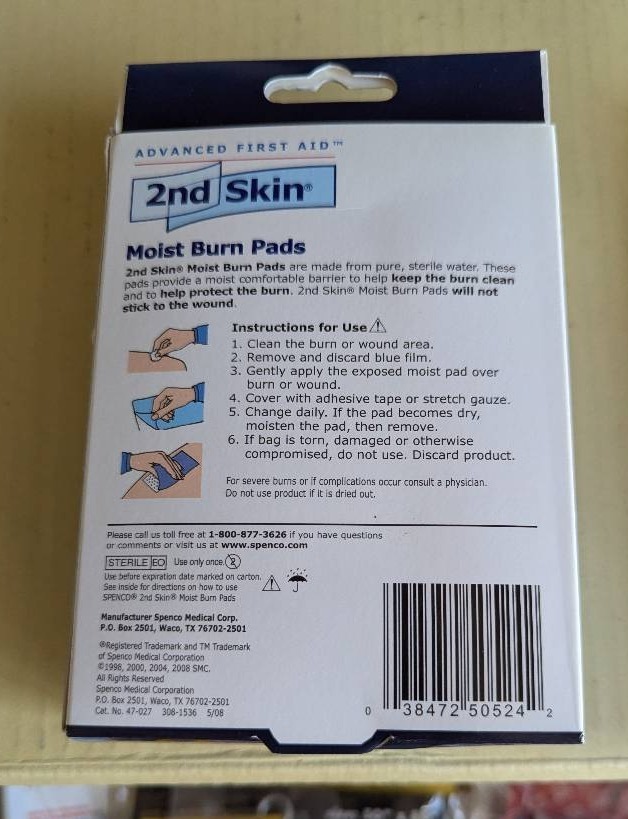 ADVANCED FIRST AID™
2nd Skin®
Moist Burn Pads
2nd Skin® Moist Burn Pads are made from pure, sterile water. These
pads provide a moist comfortable barrier to help keep the burn clean
and to help protect the burn. 2nd Skin® Moist Burn Pads will not
stick to the wound.
Instructions for Use
1. Clean the burn or wound area.
2. Remove and discard blue film.
3. Gently apply the exposed moist pad over
burn or wound.
4. Cover with adhesive tape or stretch gauze.
5. Change daily. If the pad becomes dry,
moisten the pad, then remove.
6. If bag is torn, damaged or otherwise
compromised, do not use. Discard product.
For severe burns or if complications occur consult a physician.
Do not use product if it is dried out.
Please call us toll free at 1-800-877-3626 if you have questions
or comments or visit us at www.spenco.com
STERILE EO Use only once. 2
Use before expiration date marked on carton.
See inside for directions on how to use
SPENCO® 2nd Skin® Moist Burn Pads
Manufacturer Spenco Medical Corp.
P.O. Box 2501, Waco, TX 76702-2501
®Registered Trademark and TM Trademark
of Spenco Medical Corporation
©1998, 2000, 2004, 2008 SMC.
All Rights Reserved
Spenco Medical Corporation
P.O. Box 2501, Waco, TX 76702-2501
Cat. No. 47-027 308-1536 5/08
0 38472 50524 2